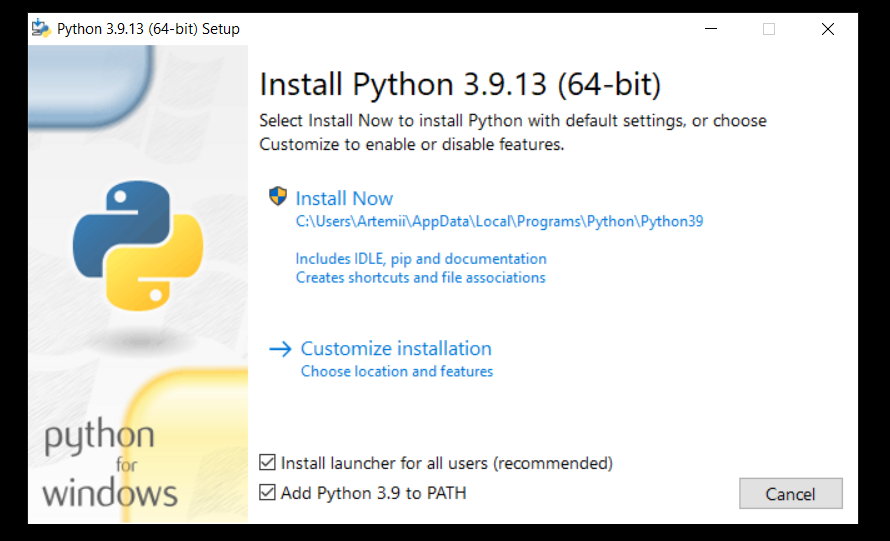 Python 3.9.13 (64-bit) Setup
Install Python 3.9.13 (64-bit)
Select Install Now to install Python with default settings, or choose
Customize to enable or disable features.
Install Now
C:\Users\Artemii\AppData\Local\Programs\Python\Python39
Includes IDLE, pip and documentation
Creates shortcuts and file associations
Customize installation
Choose location and features
python
for
windows
Install launcher for all users (recommended)
Add Python 3.9 to PATH
Cancel